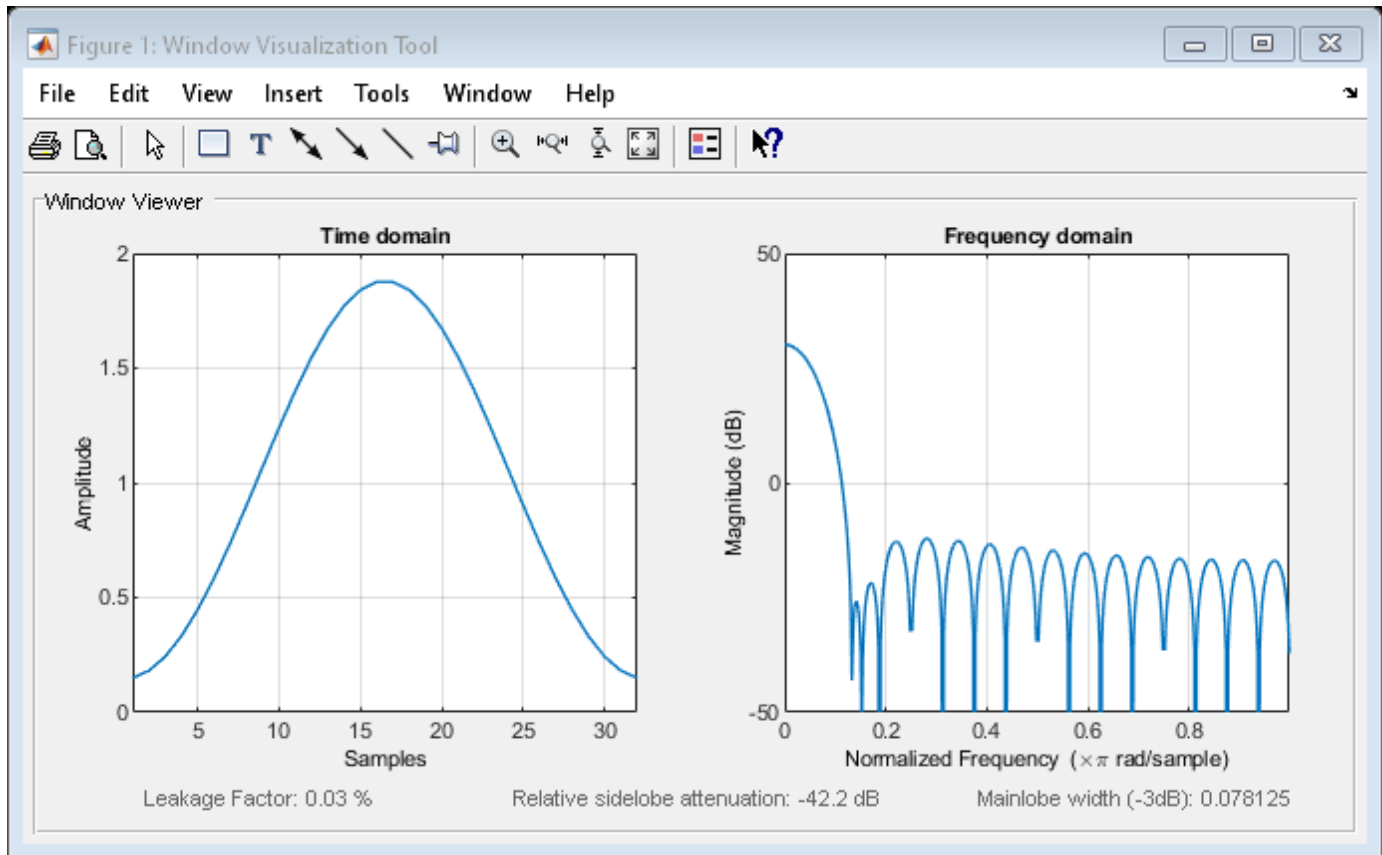 Figure 1: Window Visualization Tool
File Edit View Insert Tools Window Help
T
Window Viewer
Time domain
2
1.5
1
0.5
0
5 10 15 20 25 30
Amplitude
Samples
Frequency domain
50
0
-50
0 0.2 0.4 0.6 0.8
Magnitude (dB)
Normalized Frequency (×π rad/sample)
Leakage Factor: 0.03 % Relative sidelobe attenuation: -42.2 dB Mainlobe width (-3dB): 0.078125